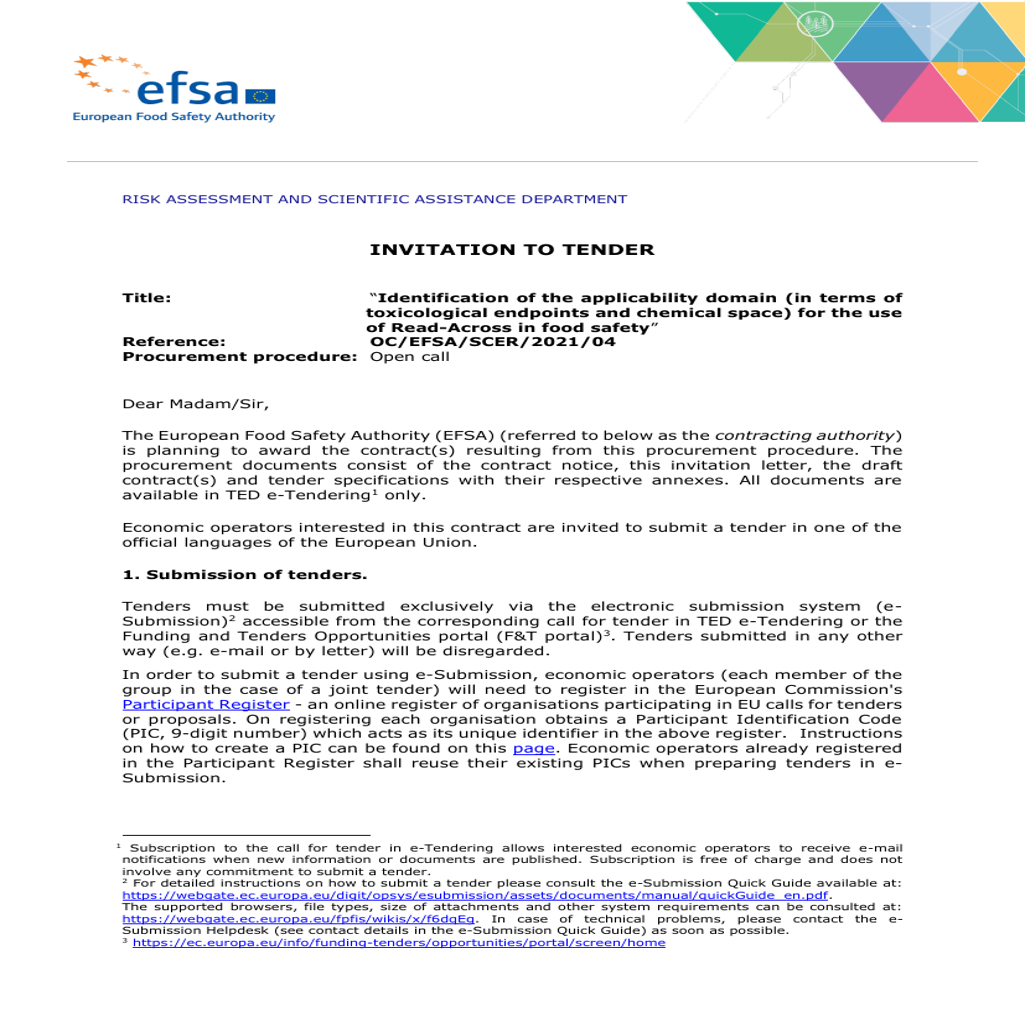 efsa
European Food Safety Authority
RISK ASSESSMENT AND SCIENTIFIC ASSISTANCE DEPARTMENT
INVITATION TO TENDER
Title: “Identification of the applicability domain (in terms of
toxicological endpoints and chemical space) for the use
of Read-Across in food safety”
Reference: OC/EFSA/SCER/2021/04
Procurement procedure: Open call
Dear Madam/Sir,
The European Food Safety Authority (EFSA) (referred to below as the contracting authority)
is planning to award the contract(s) resulting from this procurement procedure. The
procurement documents consist of the contract notice, this invitation letter, the draft
contract(s) and tender specifications with their respective annexes. All documents are
available in TED e-Tendering¹ only.
Economic operators interested in this contract are invited to submit a tender in one of the
official languages of the European Union.
1. Submission of tenders.
Tenders must be submitted exclusively via the electronic submission system (e-
Submission)² accessible from the corresponding call for tender in TED e-Tendering or the
Funding and Tenders Opportunities portal (F&T portal)³. Tenders submitted in any other
way (e.g. e-mail or by letter) will be disregarded.
In order to submit a tender using e-Submission, economic operators (each member of the
group in the case of a joint tender) will need to register in the European Commission's
Participant Register - an online register of organisations participating in EU calls for tenders
or proposals. On registering each organisation obtains a Participant Identification Code
(PIC, 9-digit number) which acts as its unique identifier in the above register. Instructions
on how to create a PIC can be found on this page. Economic operators already registered
in the Participant Register shall reuse their existing PICs when preparing tenders in e-
Submission.
¹ Subscription to the call for tender in e-Tendering allows interested economic operators to receive e-mail
notifications when new information or documents are published. Subscription is free of charge and does not
involve any commitment to submit a tender.
² For detailed instructions on how to submit a tender please consult the e-Submission Quick Guide available at:
https://webgate.ec.europa.eu/digit/opsys/esubmission/assets/documents/manual/quickGuide_en.pdf.
The supported browsers, file types, size of attachments and other system requirements can be consulted at:
https://webgate.ec.europa.eu/fpfis/wikis/x/f6dqEg. In case of technical problems, please contact the e-
Submission Helpdesk (see contact details in the e-Submission Quick Guide) as soon as possible.
³ https://ec.europa.eu/info/funding-tenders/opportunities/portal/screen/home